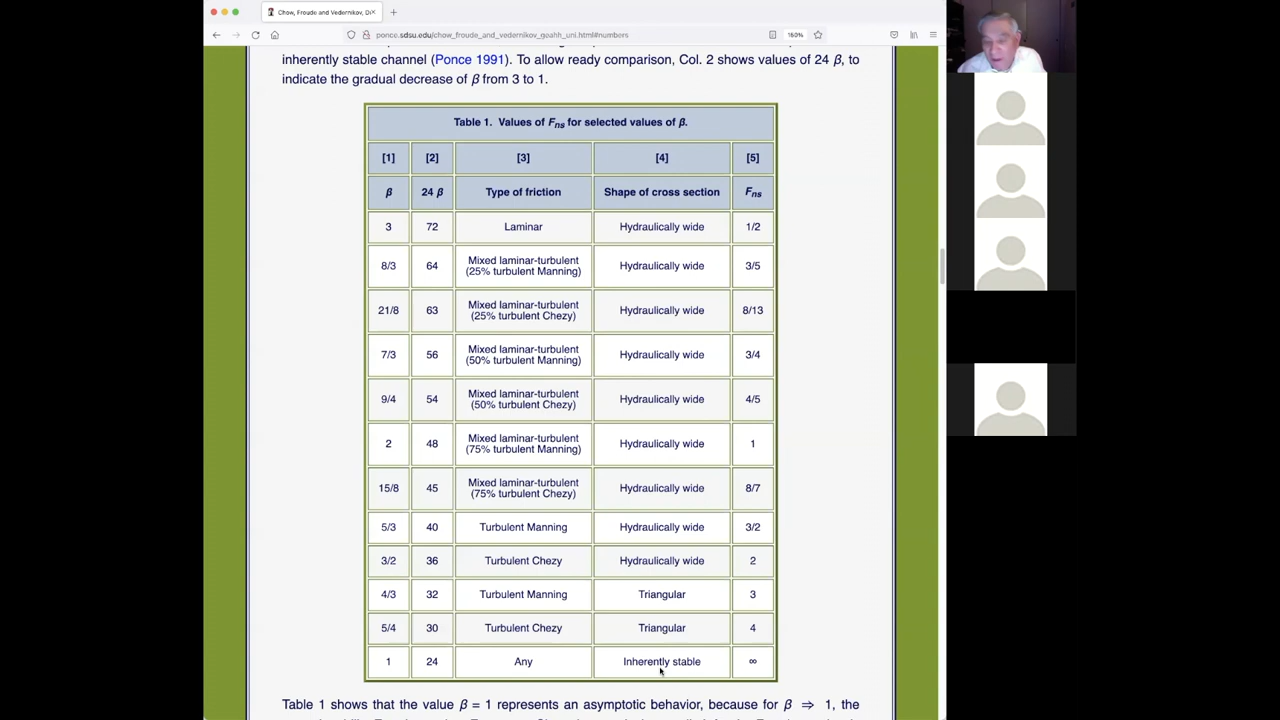 Chow, Froude and Vedernikov, Di
ponce.sdsu.edu/chow_froude_and_vedernikov_goahh_uni.html#numbers
160%
inherently stable channel (Ponce 1991). To allow ready comparison, Col. 2 shows values of 24 β, to
indicate the gradual decrease of β from 3 to 1.
Table 1. Values of Fns for selected values of β.
[1] [2] [3] [4] [5]
β 24 β Type of friction Shape of cross section Fns
3 72 Laminar Hydraulically wide 1/2
8/3 64 Mixed laminar-turbulent (25% turbulent Manning) Hydraulically wide 3/5
21/8 63 Mixed laminar-turbulent (25% turbulent Chezy) Hydraulically wide 8/13
7/3 56 Mixed laminar-turbulent (50% turbulent Manning) Hydraulically wide 3/4
9/4 54 Mixed laminar-turbulent (50% turbulent Chezy) Hydraulically wide 4/5
2 48 Mixed laminar-turbulent (75% turbulent Manning) Hydraulically wide 1
15/8 45 Mixed laminar-turbulent (75% turbulent Chezy) Hydraulically wide 8/7
5/3 40 Turbulent Manning Hydraulically wide 3/2
3/2 36 Turbulent Chezy Hydraulically wide 2
4/3 32 Turbulent Manning Triangular 3
5/4 30 Turbulent Chezy Triangular 4
1 24 Any Inherently stable ∞
Table 1 shows that the value β = 1 represents an asymptotic behavior, because for β ⇒ 1, the